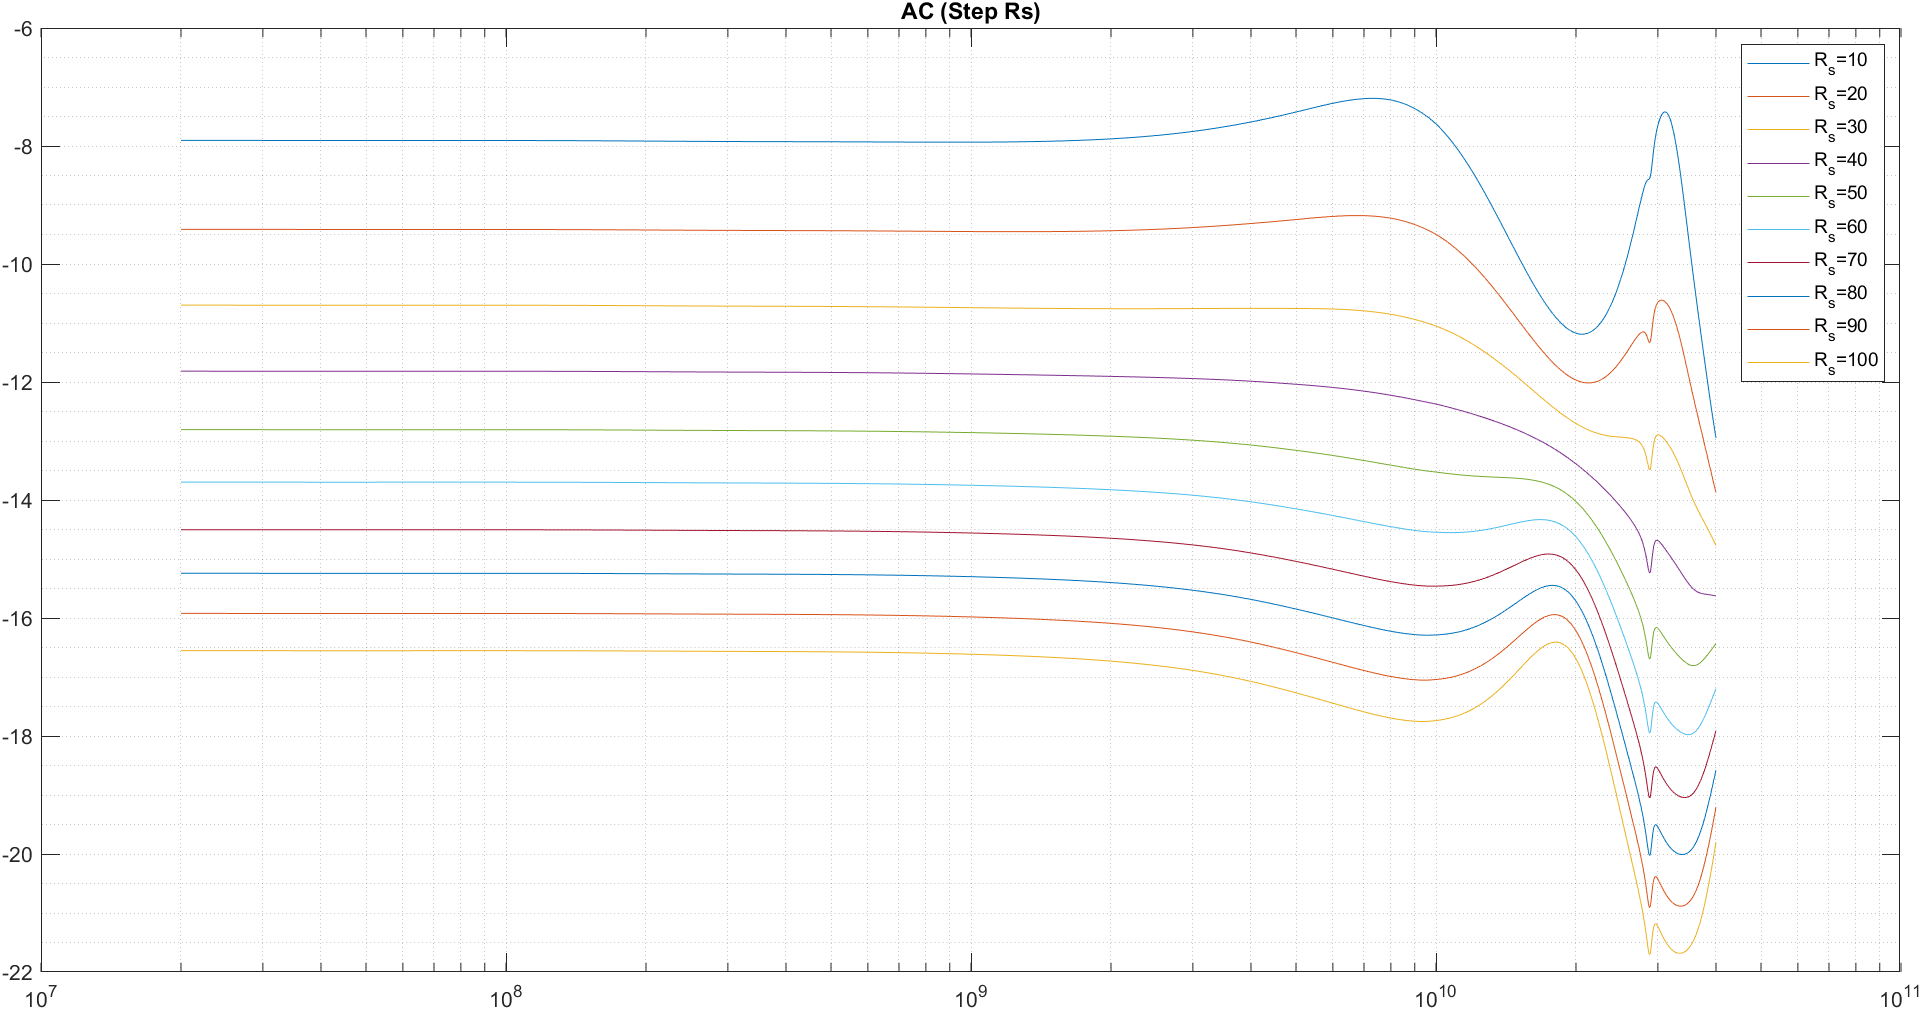 AC (Step Rs)
-6
-8
-10
-12
-14
-16
-18
-20
-22
10^7
10^8
10^9
10^10
10^11
R_s=10
R_s=20
R_s=30
R_s=40
R_s=50
R_s=60
R_s=70
R_s=80
R_s=90
R_s=100